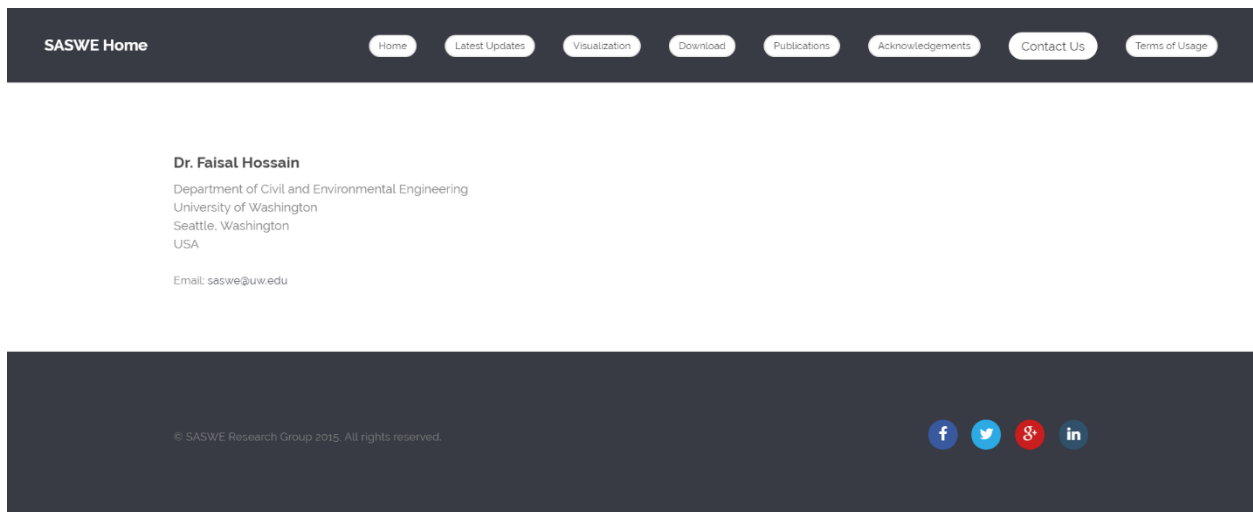 SASWE Home
Home
Latest Updates
Visualization
Download
Publications
Acknowledgements
Contact Us
Terms of Usage
Dr. Faisal Hossain
Department of Civil and Environmental Engineering
University of Washington
Seattle, Washington
USA
Email: saswe@uw.edu
© SASWE Research Group 2015. All rights reserved.
f
g+
in